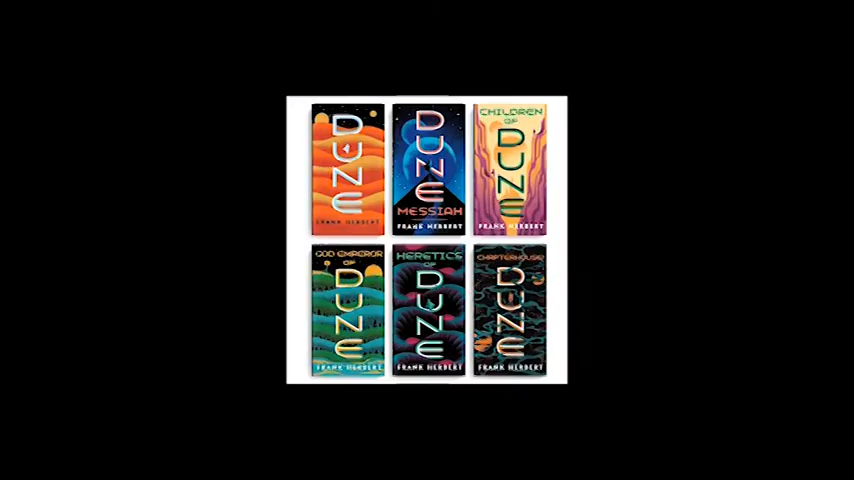 DUNE
FRANK HERBERT
DUNE
MESSIAH
FRANK HERBERT
CHILDREN
OF
DUNE
FRANK HERBERT
GOD EMPEROR
OF
DUNE
FRANK HERBERT
HERETICS
OF
DUNE
FRANK HERBERT
CHAPTERHOUSE
DUNE
FRANK HERBERT